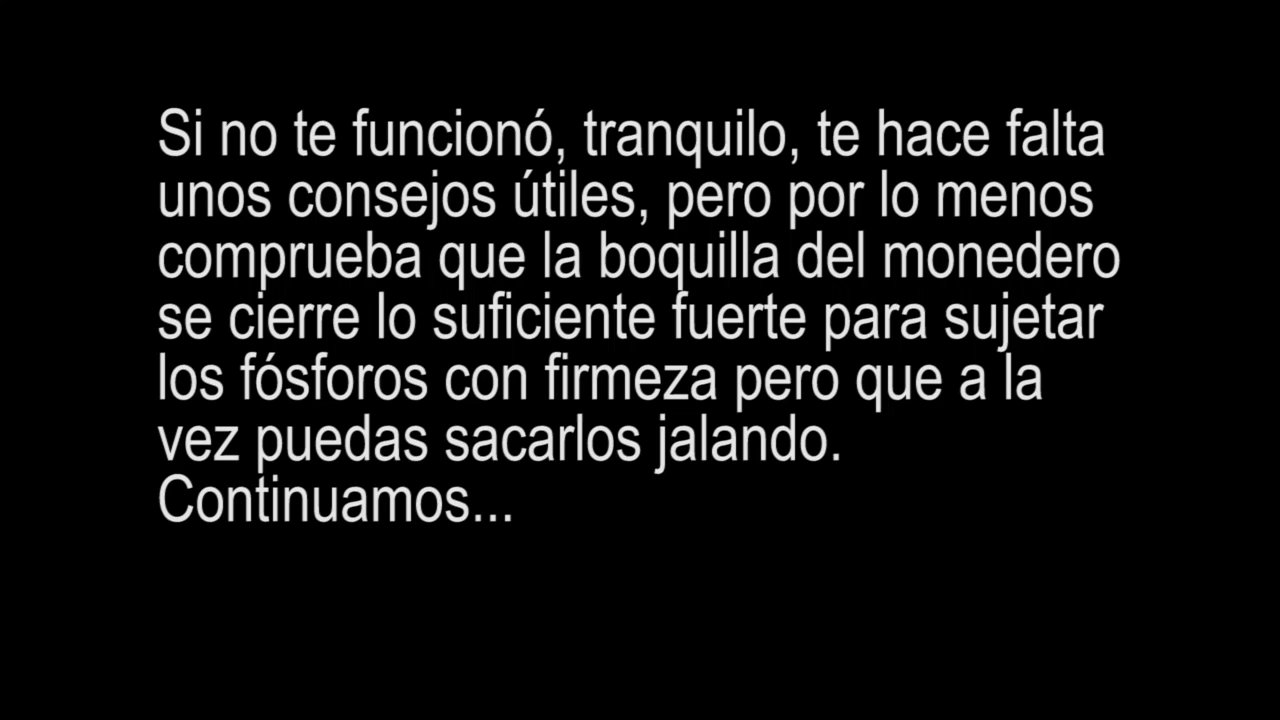 Si no te funcionó, tranquilo, te hace falta
unos consejos útiles, pero por lo menos
comprueba que la boquilla del monedero
se cierre lo suficiente fuerte para sujetar
los fósforos con firmeza pero que a la
vez puedas sacarlos jalando.
Continuamos...